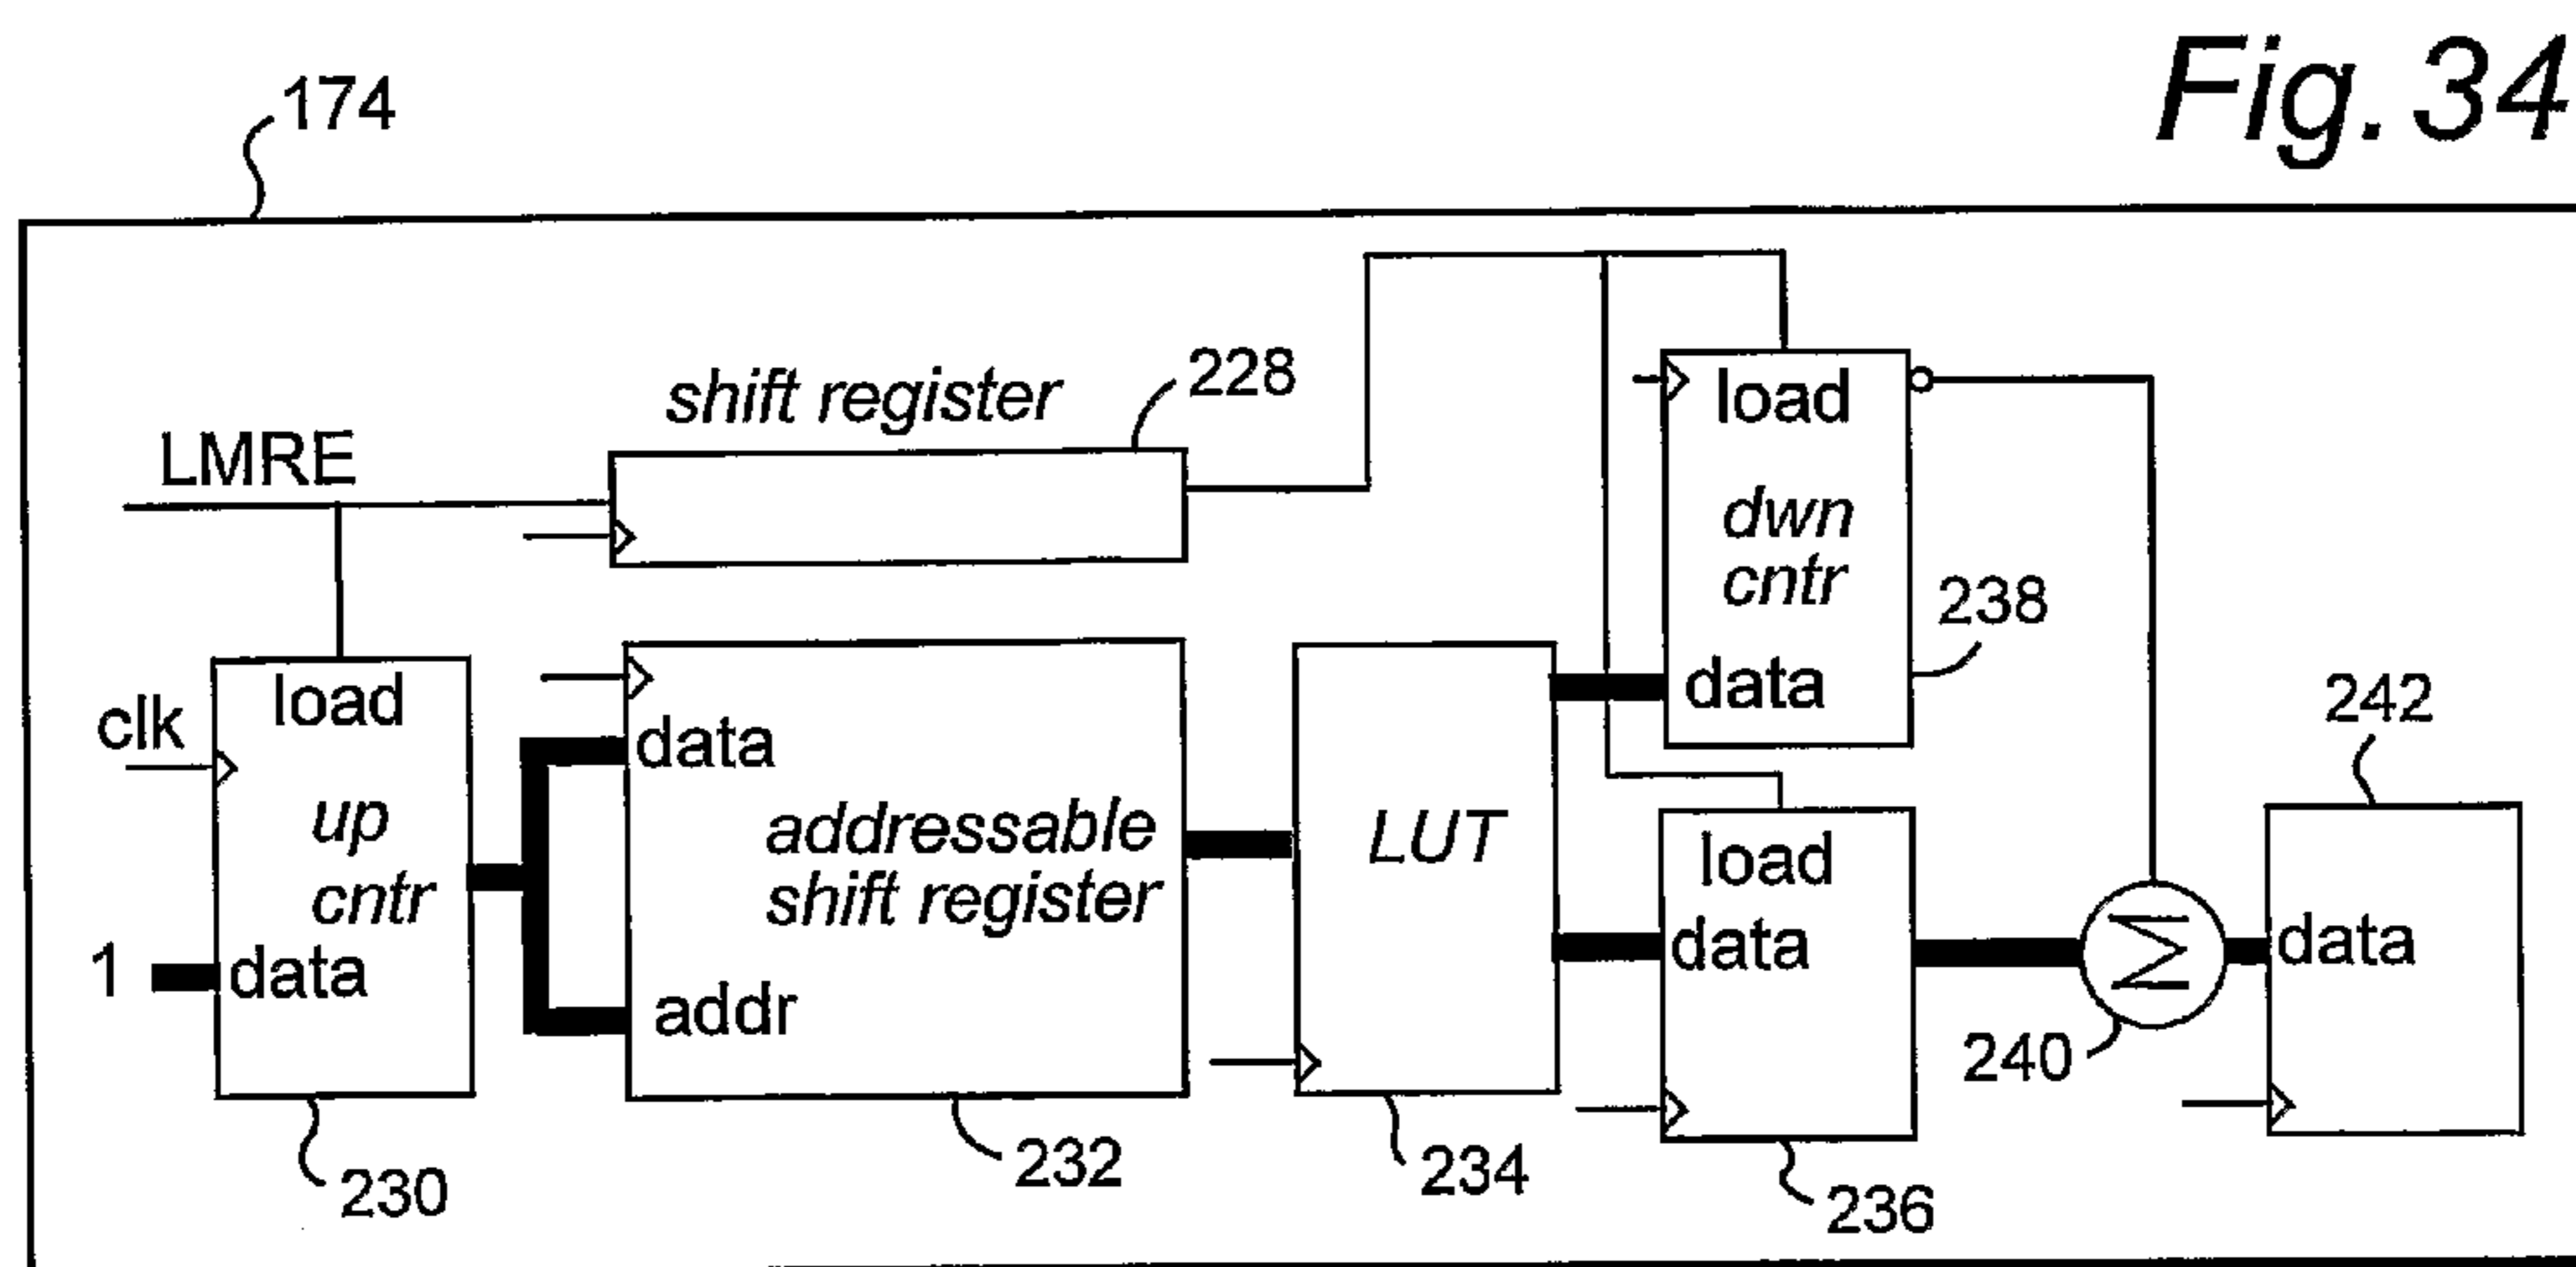 Fig. 34
174
shift register
228
LMRE
load
dwn
cntr
data
238
clk
load
up
cntr
data
1
230
data
addressable
shift register
addr
232
LUT
234
load
data
236
Σ
240
242
data